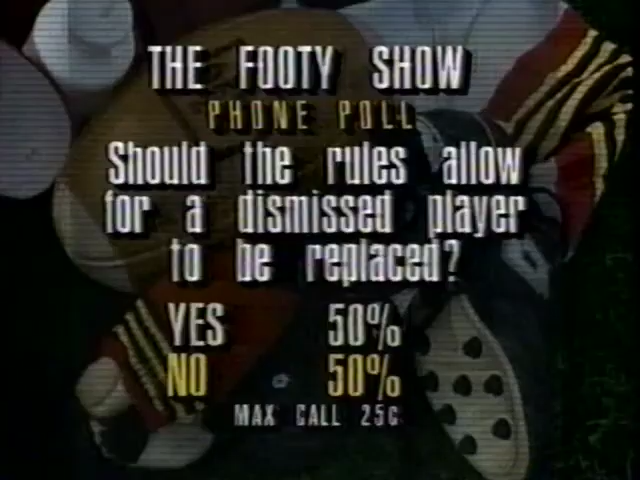 THE FOOTY SHOW
PHONE POLL
Should the rules allow
for a dismissed player
to be replaced?
YES 50%
NO 50%
MAX CALL 25c